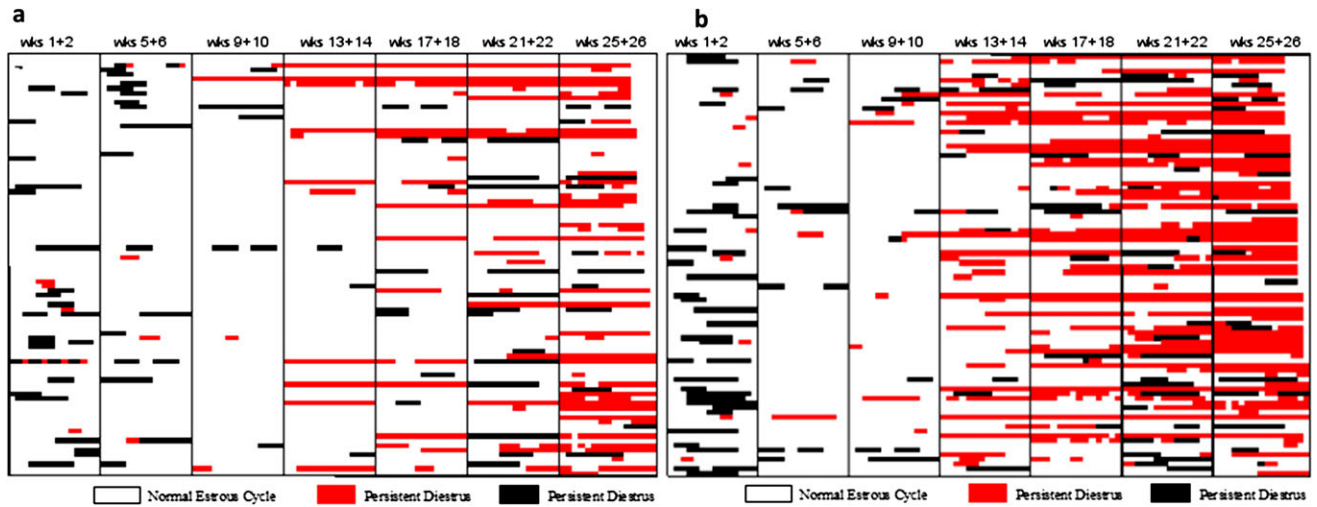 a
wks 1+2 wks 5+6 wks 9+10 wks 13+14 wks 17+18 wks 21+22 wks 25+26
Normal Estrous Cycle Persistent Diestrus Persistent Diestrus
b
wks 1+2 wks 5+6 wks 9+10 wks 13+14 wks 17+18 wks 21+22 wks 25+26
Normal Estrous Cycle Persistent Diestrus Persistent Diestrus